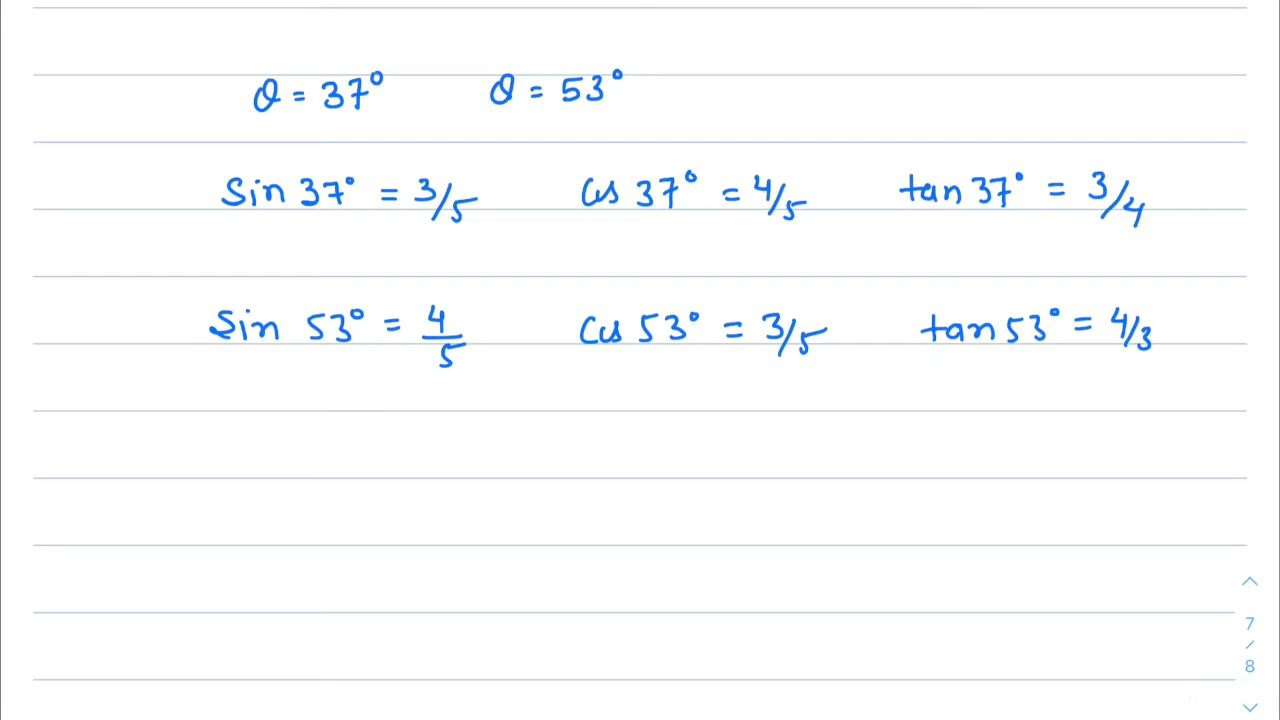 θ = 37° θ = 53°
Sin 37° = 3/5 cos 37° = 4/5 tan 37° = 3/4
Sin 53° = 4/5 cos 53° = 3/5 tan 53° = 4/3
7
/
8